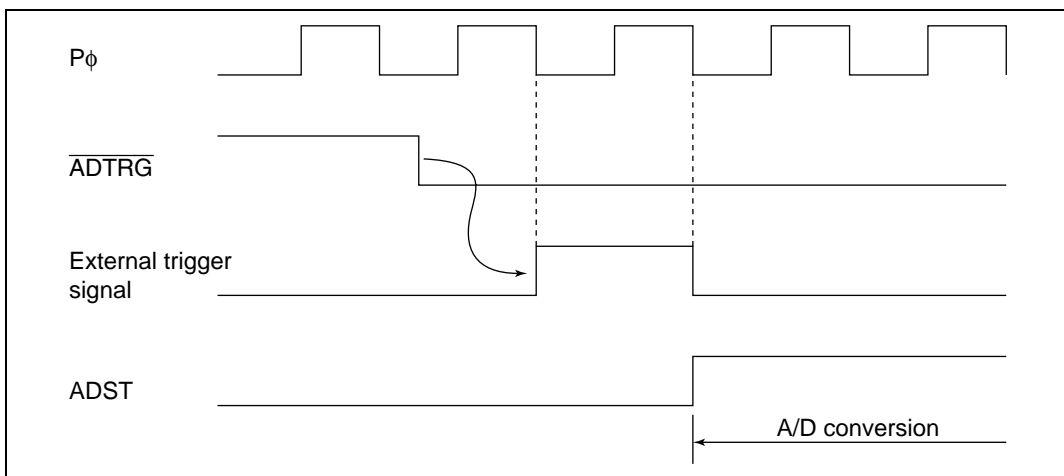 Pϕ
ADTRG
External trigger
signal
ADST
A/D conversion